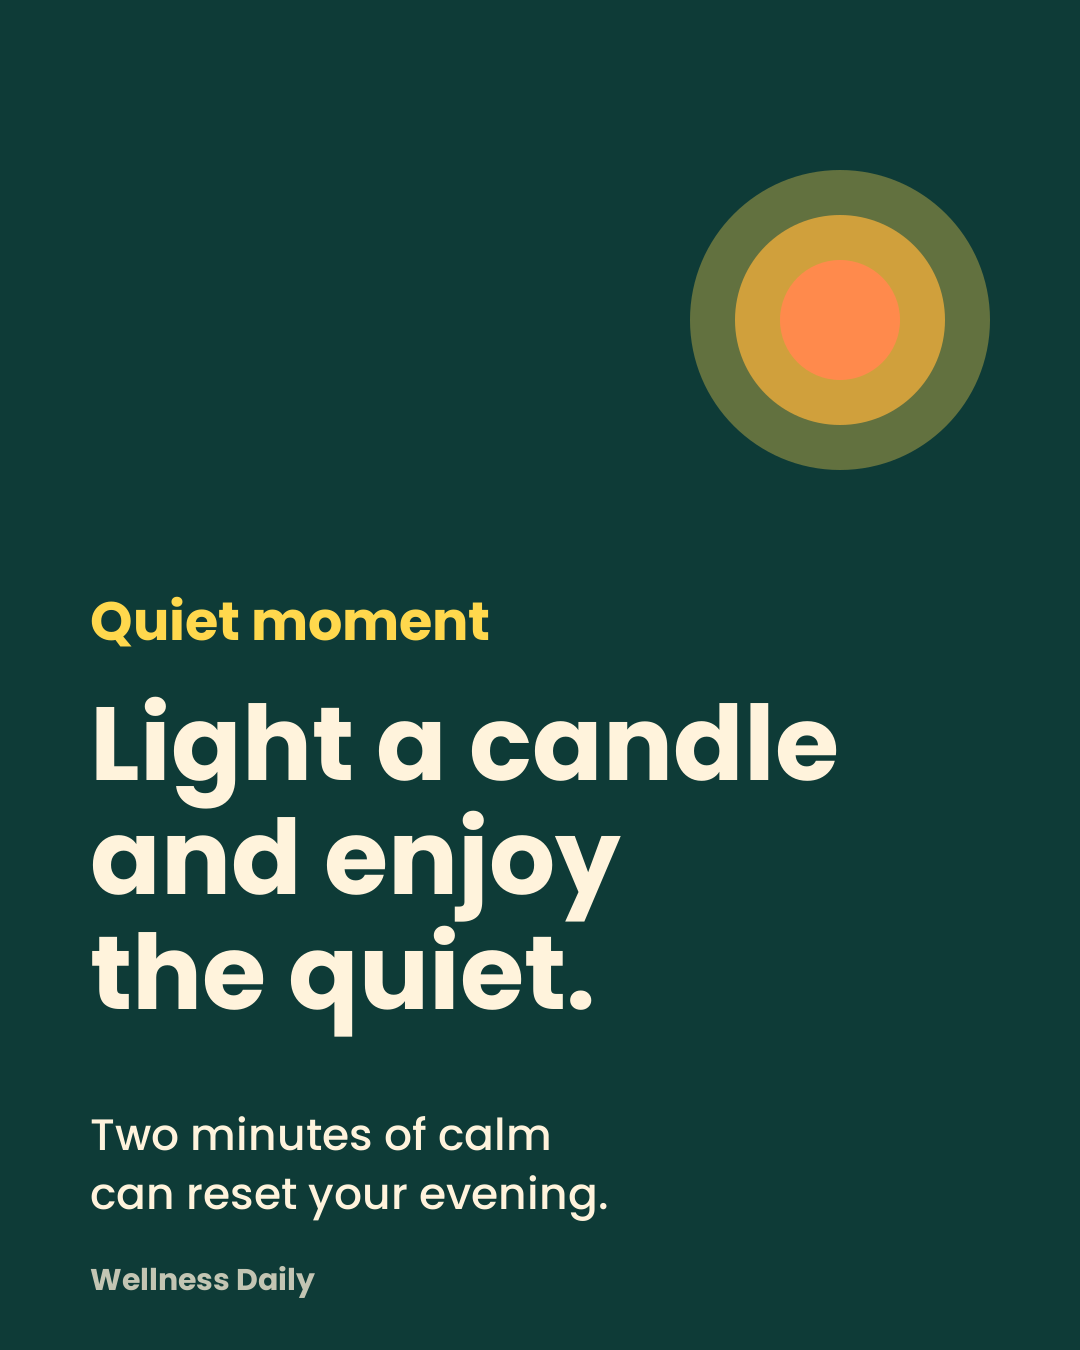 Quiet moment
Light a candle
and enjoy
the quiet.
Two minutes of calm
can reset your evening.
Wellness Daily